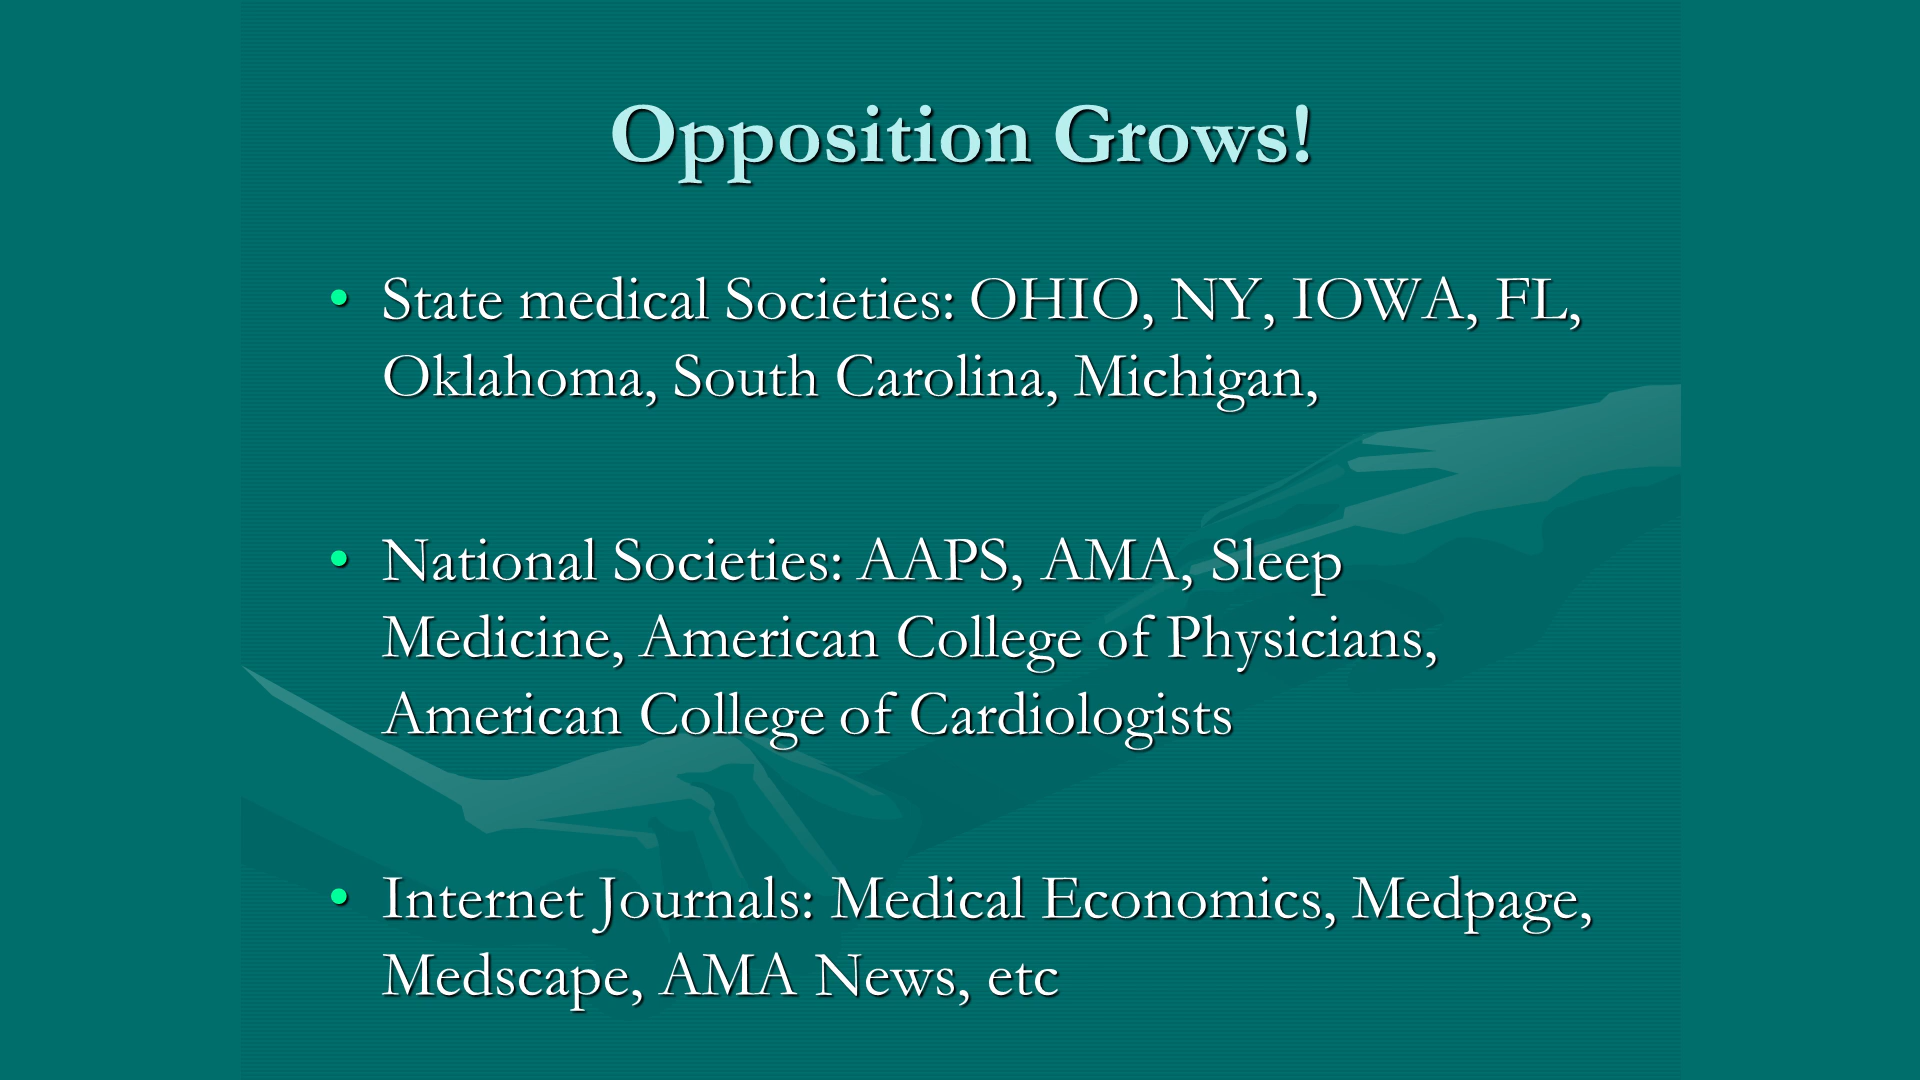 Opposition Grows!
• State medical Societies: OHIO, NY, IOWA, FL,
Oklahoma, South Carolina, Michigan,
• National Societies: AAPS, AMA, Sleep
Medicine, American College of Physicians,
American College of Cardiologists
• Internet Journals: Medical Economics, Medpage,
Medscape, AMA News, etc